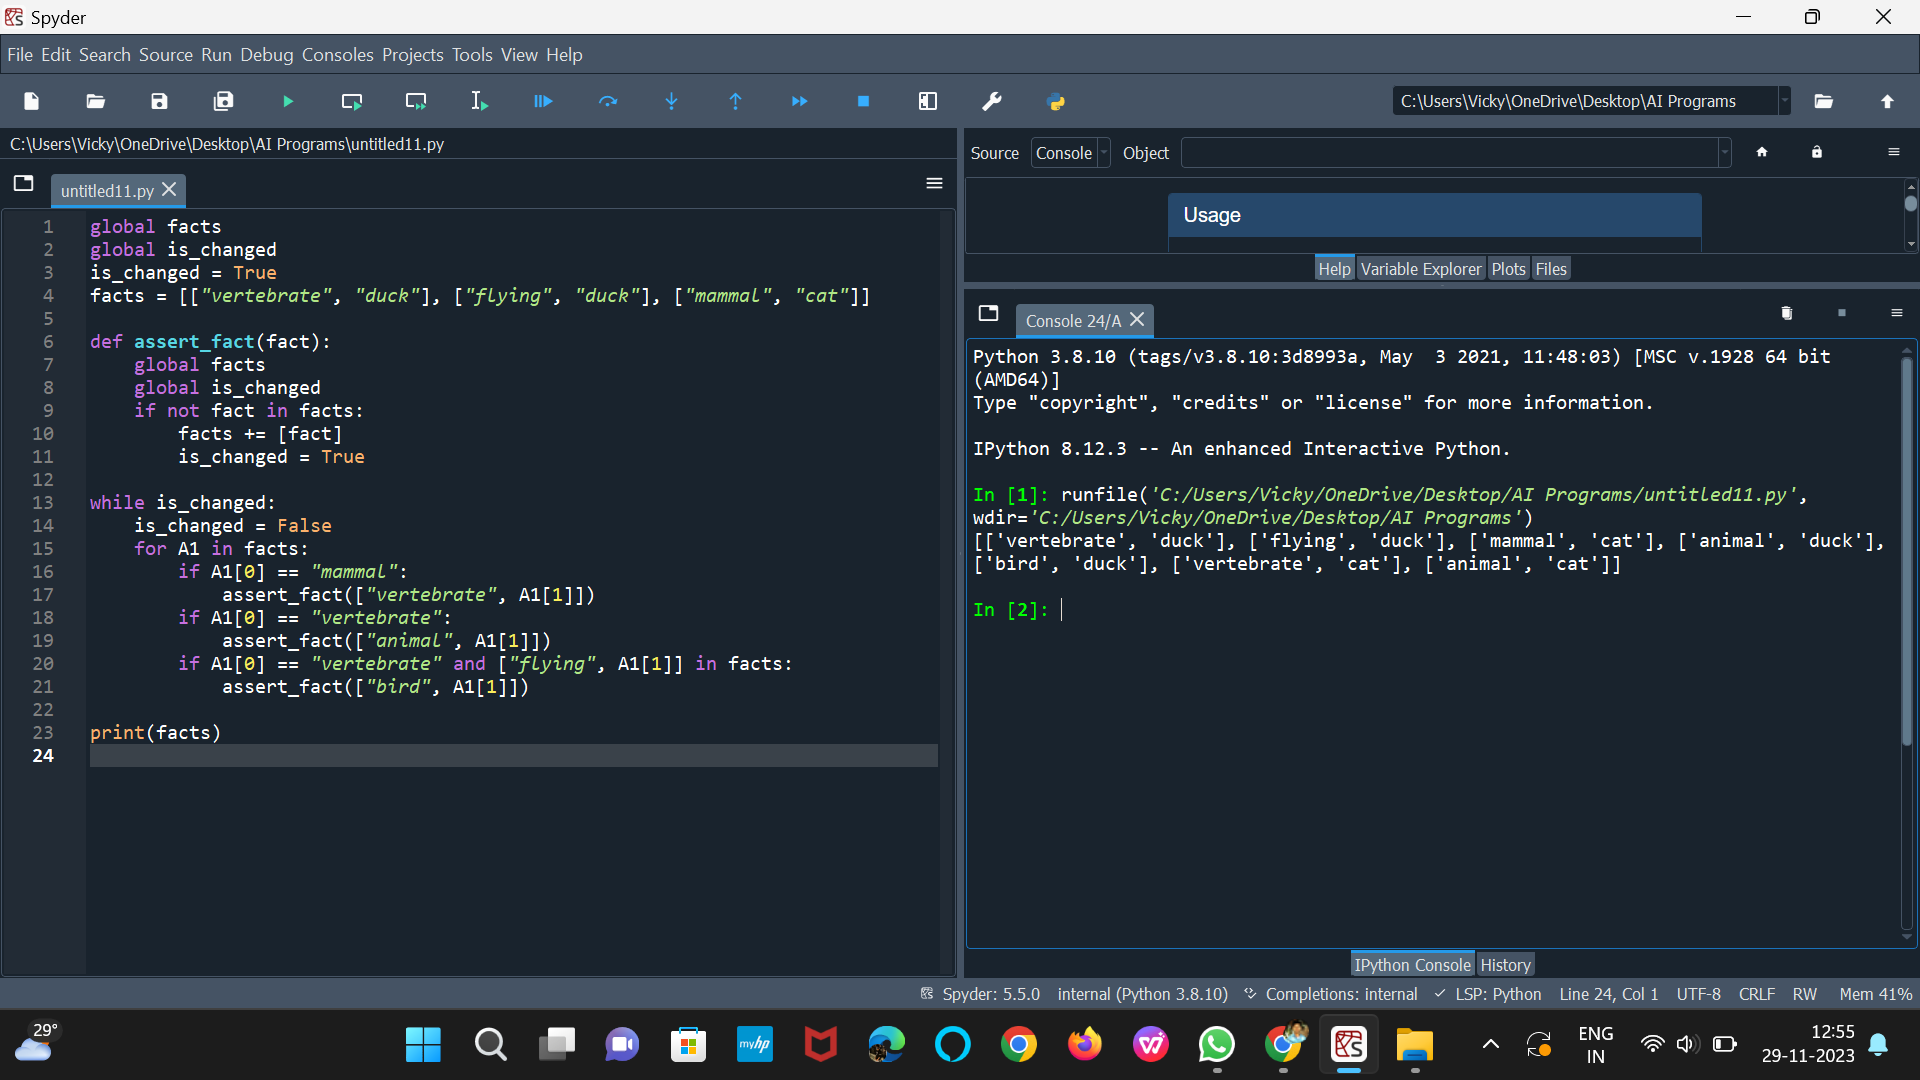 Spyder
File Edit Search Source Run Debug Consoles Projects Tools View Help
C:\Users\Vicky\OneDrive\Desktop\AI Programs
C:\Users\Vicky\OneDrive\Desktop\AI Programs\untitled11.py
untitled11.py
1 global facts
2 global is_changed
3 is_changed = True
4 facts = [["vertebrate", "duck"], ["flying", "duck"], ["mammal", "cat"]]
5
6 def assert_fact(fact):
7     global facts
8     global is_changed
9     if not fact in facts:
10         facts += [fact]
11         is_changed = True
12
13 while is_changed:
14     is_changed = False
15     for A1 in facts:
16         if A1[0] == "mammal":
17             assert_fact(["vertebrate", A1[1]])
18         if A1[0] == "vertebrate":
19             assert_fact(["animal", A1[1]])
20         if A1[0] == "vertebrate" and ["flying", A1[1]] in facts:
21             assert_fact(["bird", A1[1]])
22
23 print(facts)
24
Source Console Object
Usage
Help Variable Explorer Plots Files
Console 24/A
Python 3.8.10 (tags/v3.8.10:3d8993a, May  3 2021, 11:48:03) [MSC v.1928 64 bit
(AMD64)]
Type "copyright", "credits" or "license" for more information.
IPython 8.12.3 -- An enhanced Interactive Python.
In [1]: runfile('C:/Users/Vicky/OneDrive/Desktop/AI Programs/untitled11.py',
wdir='C:/Users/Vicky/OneDrive/Desktop/AI Programs')
[['vertebrate', 'duck'], ['flying', 'duck'], ['mammal', 'cat'], ['animal', 'duck'],
['bird', 'duck'], ['vertebrate', 'cat'], ['animal', 'cat']]
In [2]:
IPython Console History
Spyder: 5.5.0 internal (Python 3.8.10) Completions: internal LSP: Python Line 24, Col 1 UTF-8 CRLF RW Mem 41%
29°
myhp
ENG
IN
12:55
29-11-2023